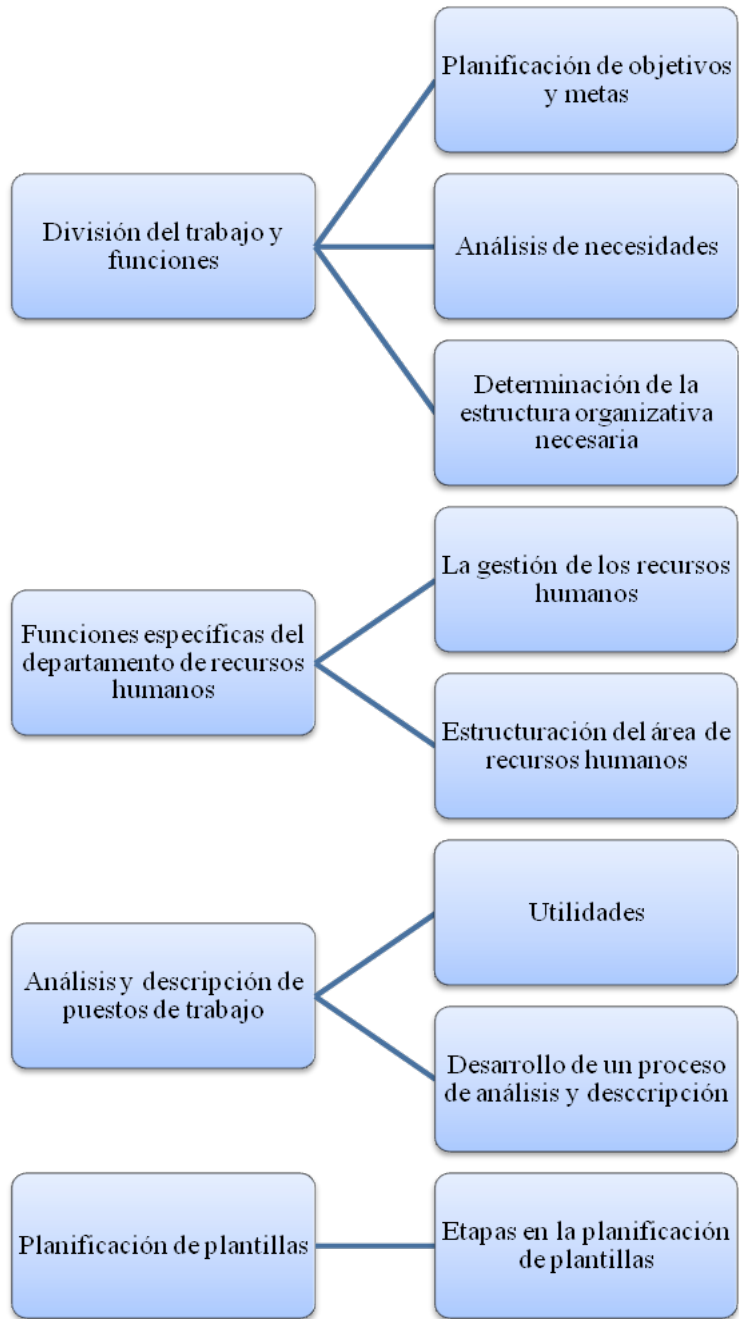 División del trabajo y
funciones
Planificación de objetivos
y metas
Análisis de necesidades
Determinación de la
estructura organizativa
necesaria
Funciones específicas del
departamento de recursos
humanos
La gestión de los recursos
humanos
Estructuración del área de
recursos humanos
Análisis y descripción de
puestos de trabajo
Utilidades
Desarrollo de un proceso
de análisis y desccripción
Planificación de plantillas
Etapas en la planificación
de plantillas